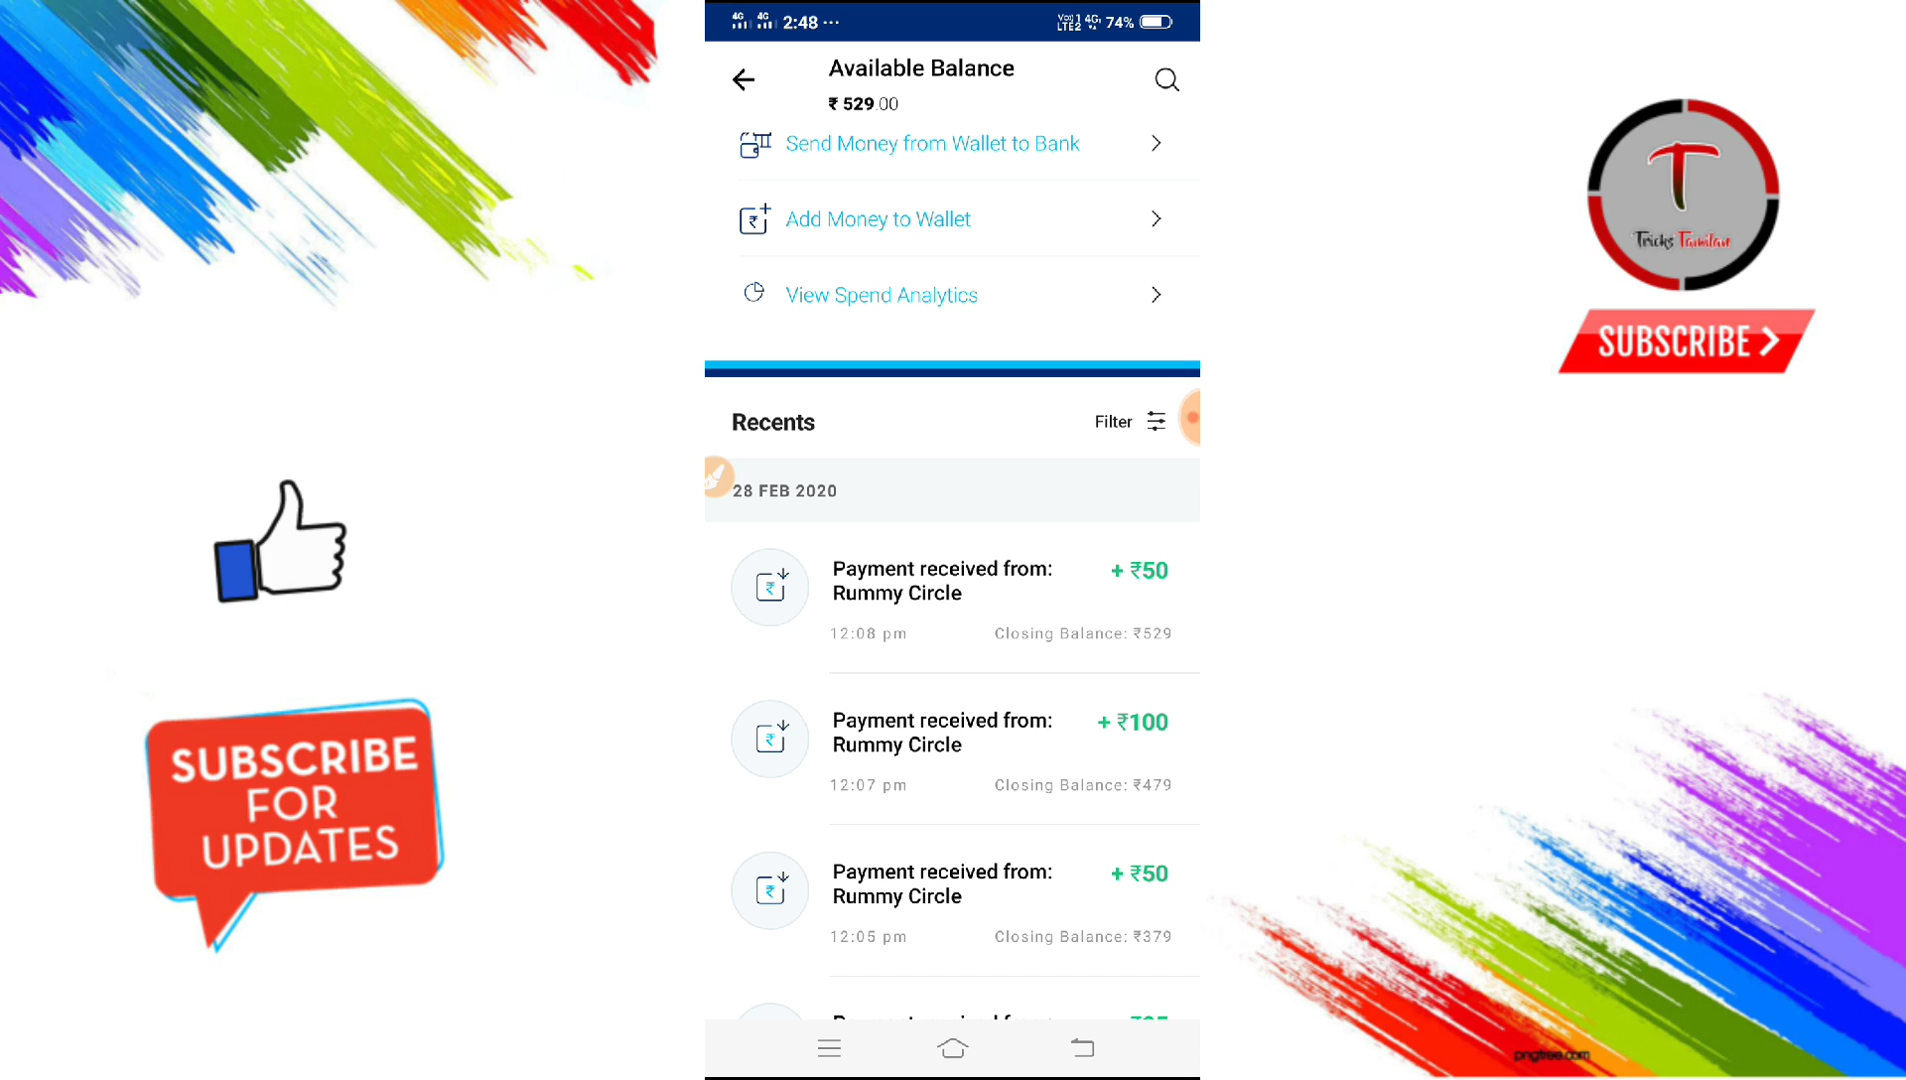 4G 4G 2:48 ...
Vo) 1 4G
LTE2
74%
Available Balance
₹ 529.00
Send Money from Wallet to Bank
Add Money to Wallet
View Spend Analytics
Recents
Filter
28 FEB 2020
Payment received from:
Rummy Circle
+ ₹50
12:08 pm
Closing Balance: ₹529
Payment received from:
Rummy Circle
+ ₹100
12:07 pm
Closing Balance: ₹479
Payment received from:
Rummy Circle
+ ₹50
12:05 pm
Closing Balance: ₹379
SUBSCRIBE
FOR
UPDATES
T
Tricks Tamilan
SUBSCRIBE
pngtree.com